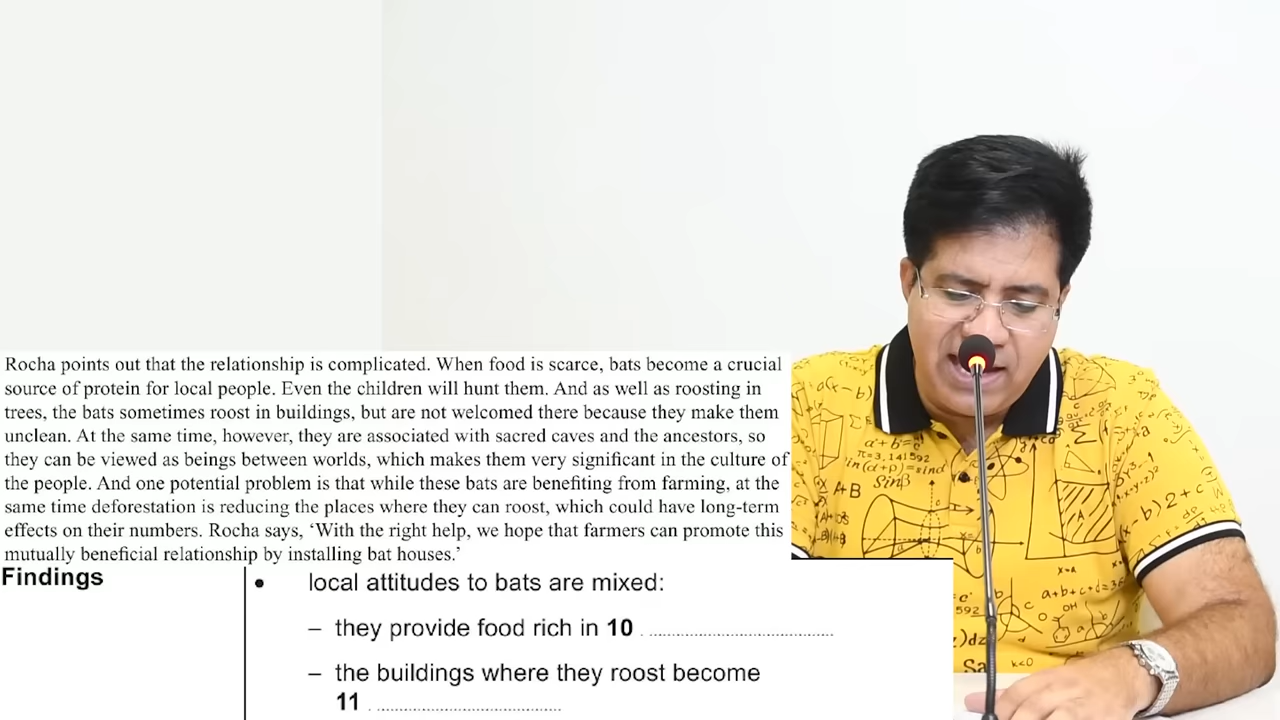 Rocha points out that the relationship is complicated. When food is scarce, bats become a crucial
source of protein for local people. Even the children will hunt them. And as well as roosting in
trees, the bats sometimes roost in buildings, but are not welcomed there because they make them
unclean. At the same time, however, they are associated with sacred caves and the ancestors, so
they can be viewed as beings between worlds, which makes them very significant in the culture of
the people. And one potential problem is that while these bats are benefiting from farming, at the
same time deforestation is reducing the places where they can roost, which could have long-term
effects on their numbers. Rocha says, ‘With the right help, we hope that farmers can promote this
mutually beneficial relationship by installing bat houses.’
Findings
• local attitudes to bats are mixed:
– they provide food rich in 10 ................................
– the buildings where they roost become
11 ................................
a(x-b)
a+b=c
π=3,141592
Sinβ
A+B
(x-b)2+c
a+b+c+d=36
OH
x=a
k<0